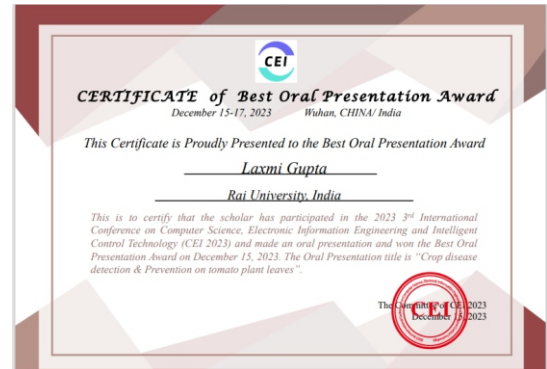 CEI
CERTIFICATE of Best Oral Presentation Award
December 15-17, 2023 Wuhan, CHINA/ India
This Certificate is Proudly Presented to the Best Oral Presentation Award
Laxmi Gupta
Rai University, India
This is to certify that the scholar has participated in the 2023 3rd International
Conference on Computer Science, Electronic Information Engineering and Intelligent
Control Technology (CEI 2023) and made an oral presentation and won the Best Oral
Presentation Award on December 15, 2023. The Oral Presentation title is “Crop disease
detection & Prevention on tomato plant leaves”.
The Committee of CEI 2023
December 15, 2023
CEI